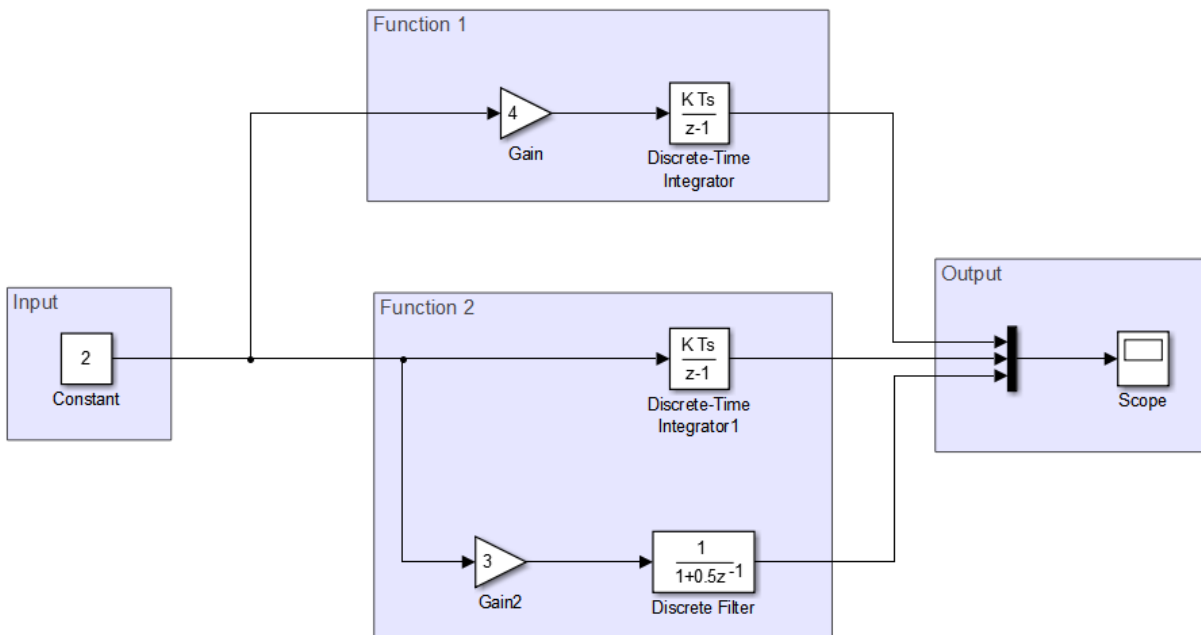 Function 1
4
Gain
K Ts
z-1
Discrete-Time
Integrator
Input
2
Constant
Function 2
K Ts
z-1
Discrete-Time
Integrator1
3
Gain2
1
1+0.5z-1
Discrete Filter
Output
Scope